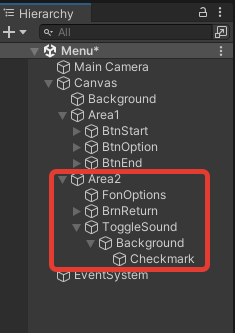 Hierarchy
All
Menu*
Main Camera
Canvas
Background
Area1
BtnStart
BtnOption
BtnEnd
Area2
FonOptions
BrnReturn
ToggleSound
Background
Checkmark
EventSystem